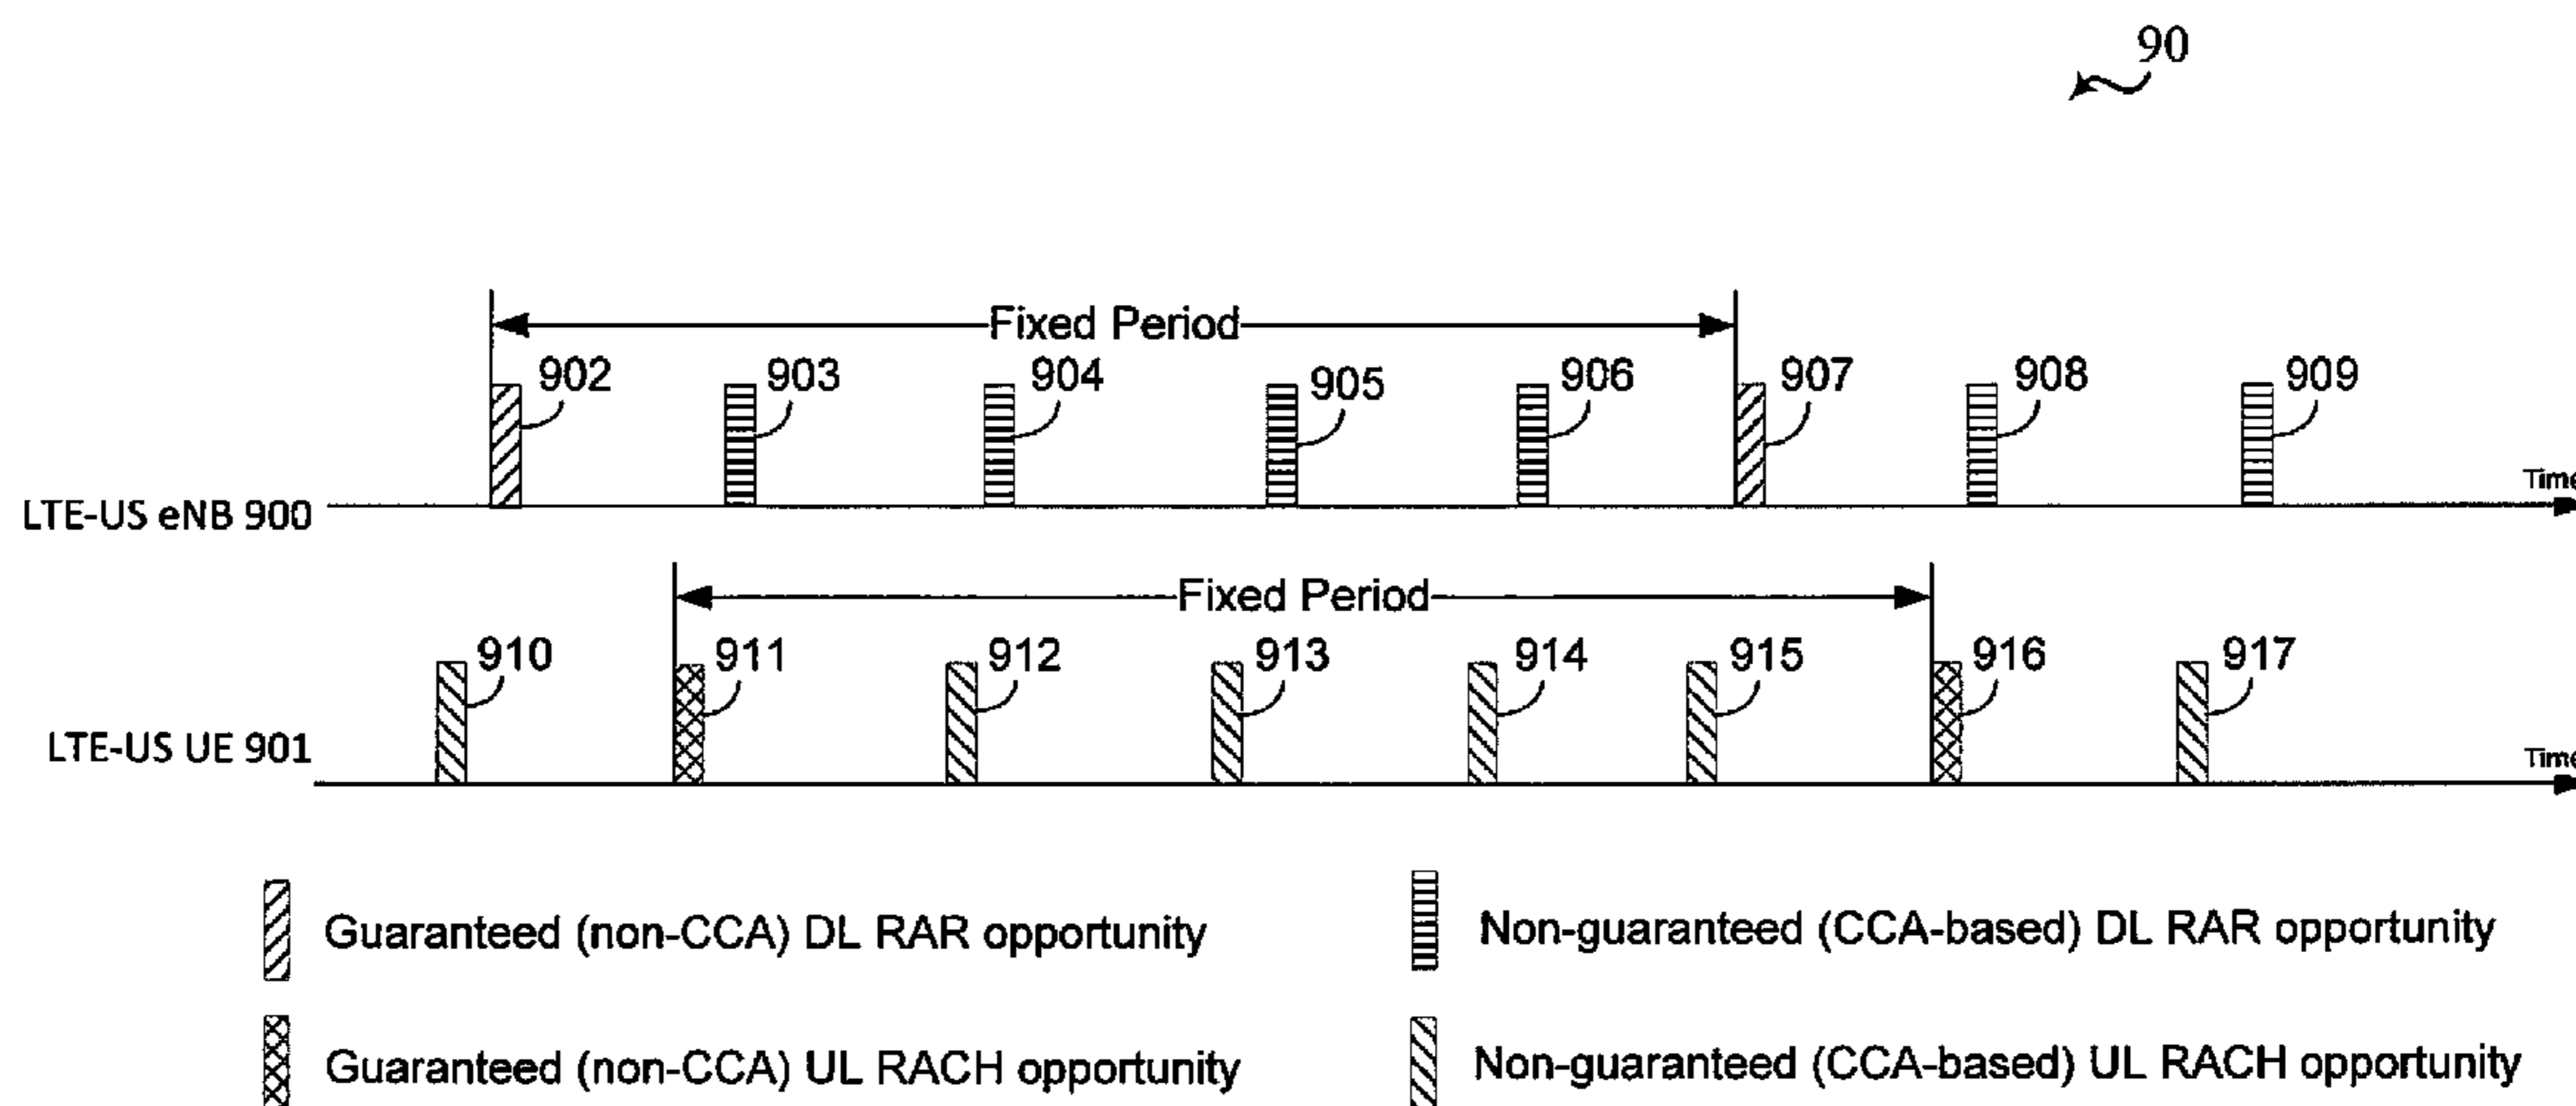 90
Fixed Period
902 903 904 905 906 907 908 909
Time
LTE-US eNB 900
Fixed Period
910 911 912 913 914 915 916 917
LTE-US UE 901
Time
Guaranteed (non-CCA) DL RAR opportunity
Non-guaranteed (CCA-based) DL RAR opportunity
Guaranteed (non-CCA) UL RACH opportunity
Non-guaranteed (CCA-based) UL RACH opportunity